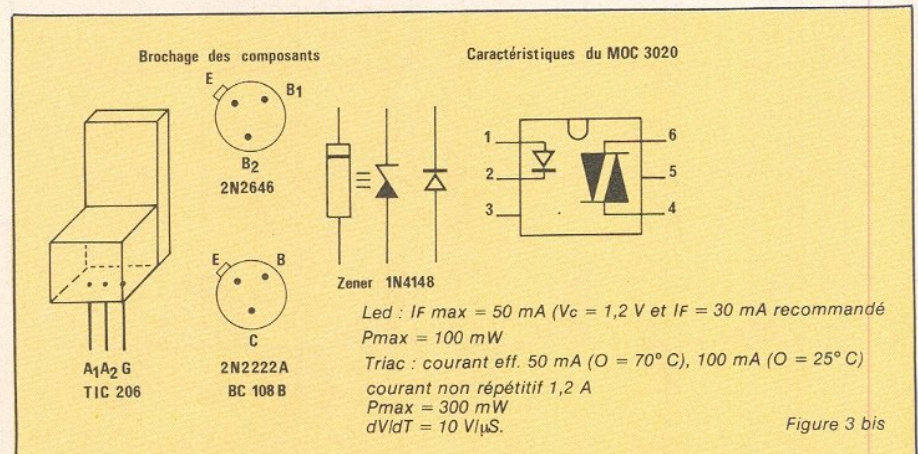 Brochage des composants
E
B1
B2
2N2646
E
B
C
2N2222A
BC 108 B
A1 A2 G
TIC 206
Zener 1N4148
Caractéristiques du MOC 3020
1
2
3
6
5
4
Led : IF max = 50 mA (Vc = 1,2 V et IF = 30 mA recommandé
Pmax = 100 mW
Triac : courant eff. 50 mA (O = 70° C), 100 mA (O = 25° C)
courant non répétitif 1,2 A
Pmax = 300 mW
dV/dT = 10 V/µS.
Figure 3 bis